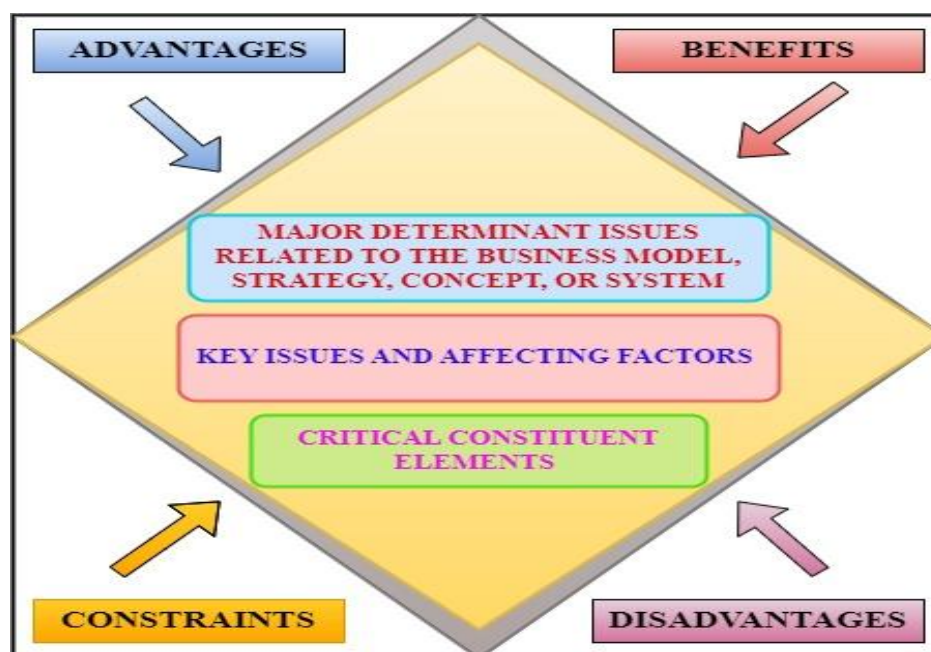 ADVANTAGES
BENEFITS
MAJOR DETERMINANT ISSUES
RELATED TO THE BUSINESS MODEL,
STRATEGY, CONCEPT, OR SYSTEM
KEY ISSUES AND AFFECTING FACTORS
CRITICAL CONSTITUENT
ELEMENTS
CONSTRAINTS
DISADVANTAGES